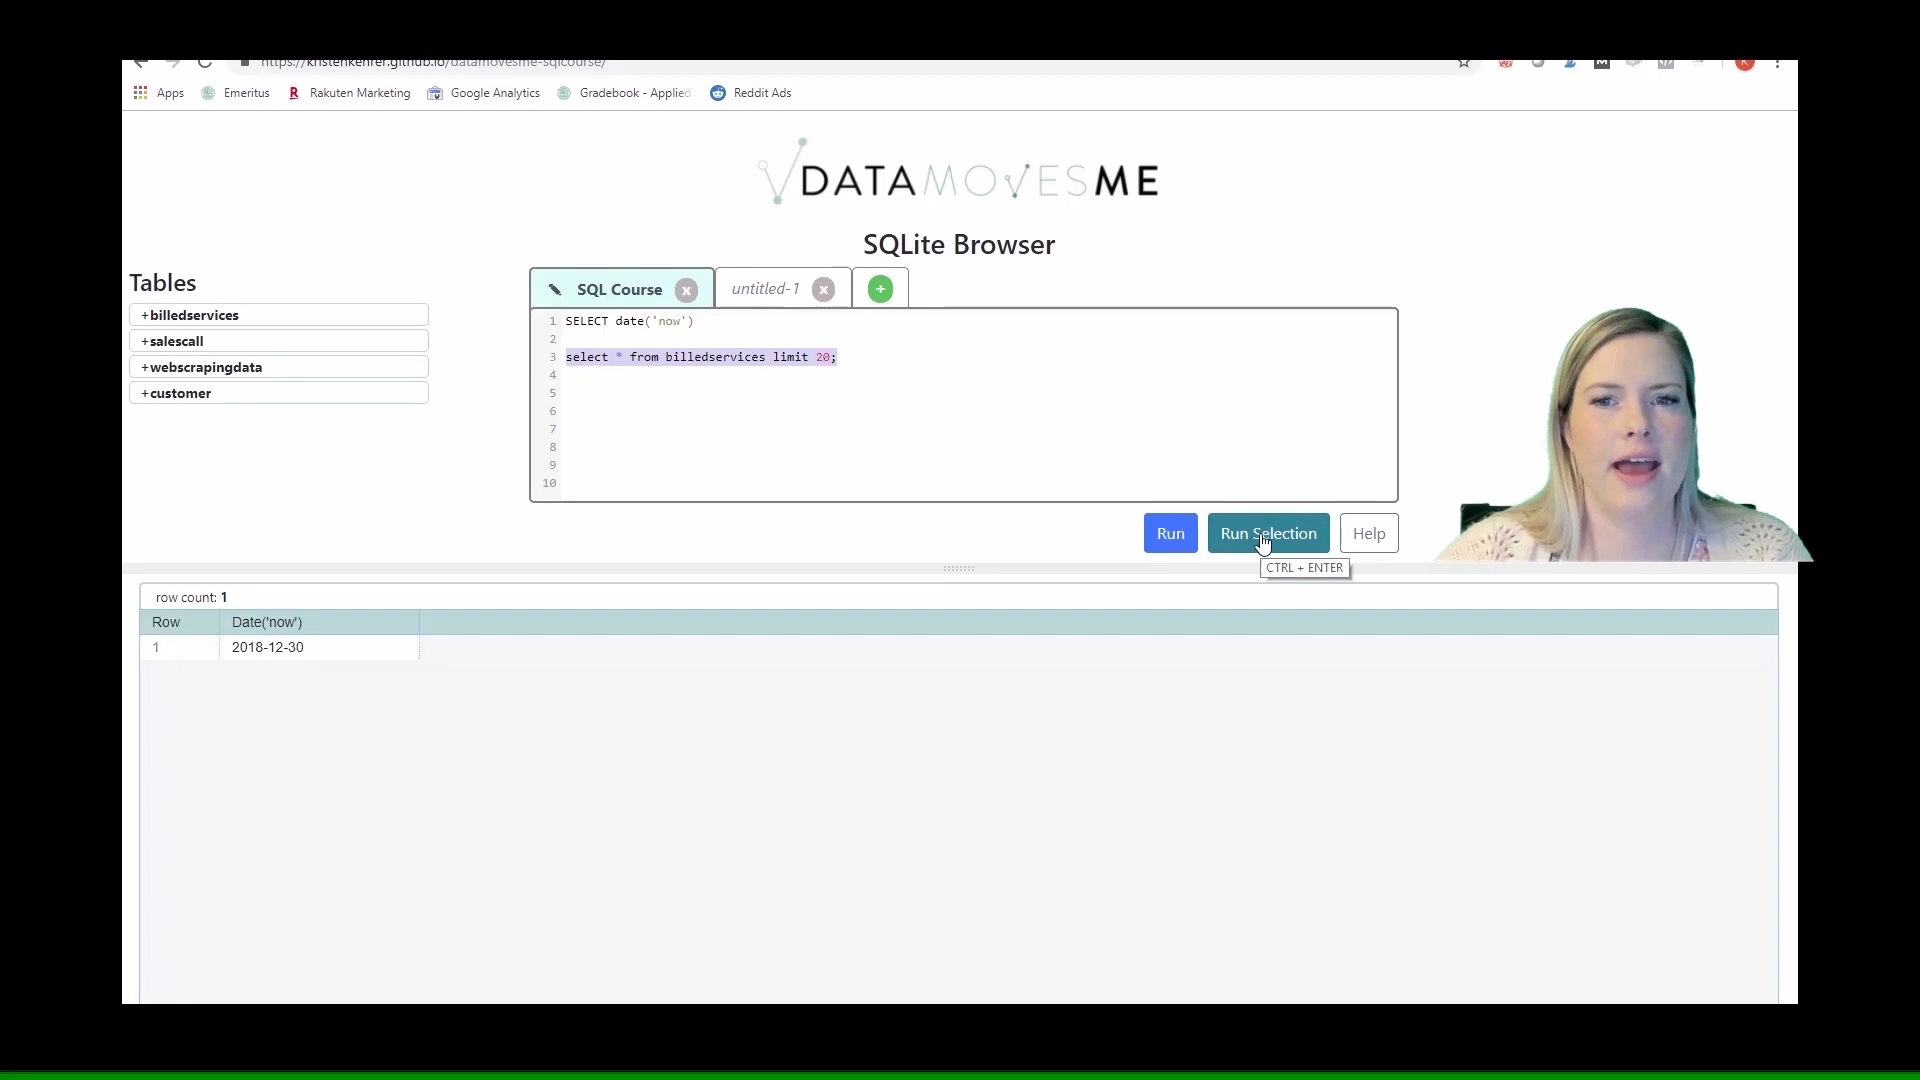 https://kristenkehrer.github.io/datamovesme-sqlcourse/
Apps Emeritus Rakuten Marketing Google Analytics Gradebook - Applied Reddit Ads
DATAMOVESME
SQLite Browser
Tables
+billedservices
+salescall
+webscrapingdata
+customer
SQL Course x untitled-1 x +
1 SELECT date('now')
2
3 select * from billedservices limit 20;
4
5
6
7
8
9
10
Run Run Selection Help
CTRL + ENTER
row count: 1
Row Date('now')
1 2018-12-30